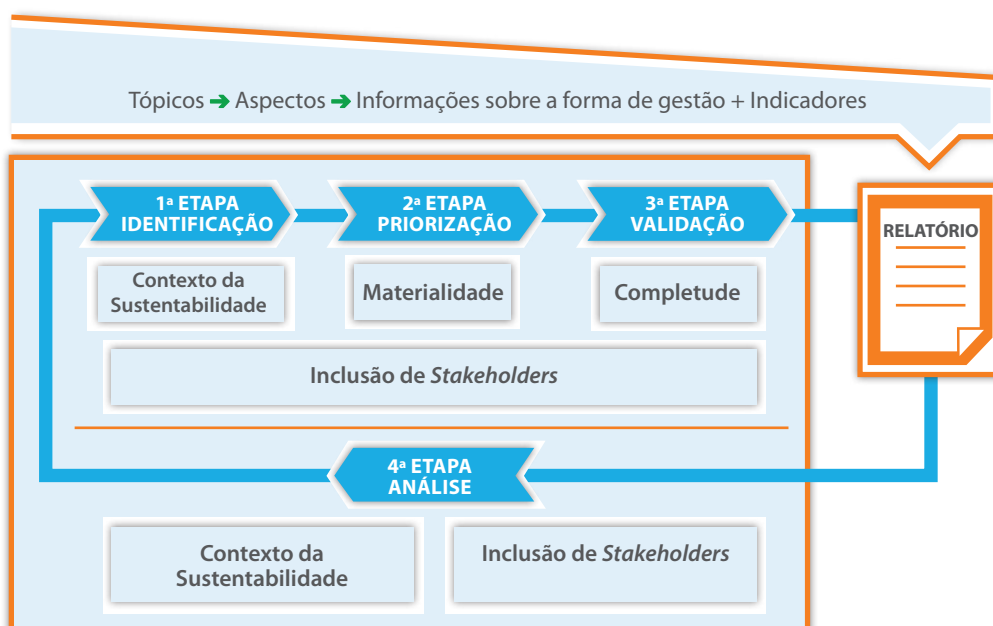 Tópicos ➔ Aspectos ➔ Informações sobre a forma de gestão + Indicadores
1ª ETAPA
IDENTIFICAÇÃO
2ª ETAPA
PRIORIZAÇÃO
3ª ETAPA
VALIDAÇÃO
RELATÓRIO
Contexto da
Sustentabilidade
Materialidade
Completude
Inclusão de Stakeholders
4ª ETAPA
ANÁLISE
Contexto da
Sustentabilidade
Inclusão de Stakeholders